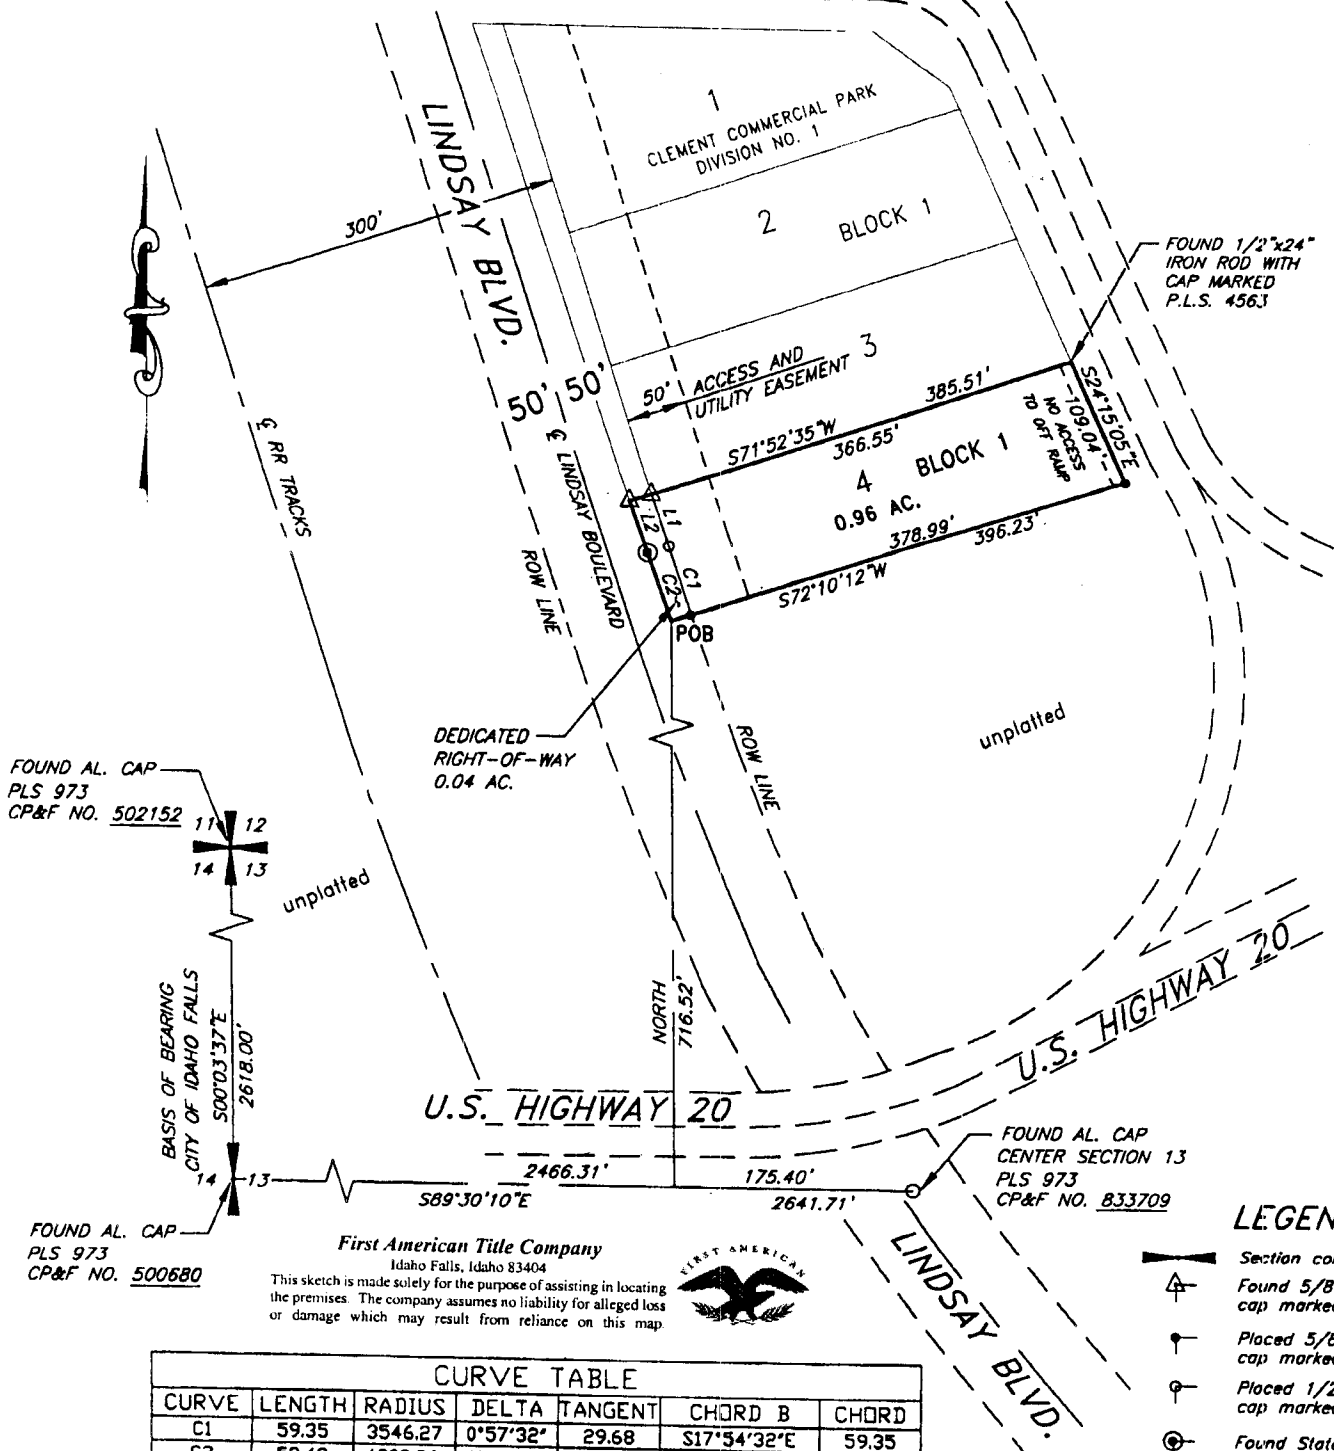 1
CLEMENT COMMERCIAL PARK
DIVISION NO. 1
2
BLOCK 1
3
LINDSAY BLVD.
300'
FOUND 1/2"x24"
IRON ROD WITH
CAP MARKED
P.L.S. 4563
50' 50'
50'
ACCESS AND
UTILITY EASEMENT
385.51'
S71°52'35"W
366.55'
S24°15'05"E
109.04'
NO ACCESS
TO OFF RAMP
4
BLOCK 1
0.96 AC.
378.99'
396.23'
S72°10'12"W
L1
L2
C1
C2
POB
℄ RR TRACKS
℄ LINDSAY BOULEVARD
ROW LINE
ROW LINE
DEDICATED
RIGHT-OF-WAY
0.04 AC.
unplatted
FOUND AL. CAP
PLS 973
CP&F NO. 502152
11 12
14 13
unplatted
BASIS OF BEARING
CITY OF IDAHO FALLS
S00°03'37"E
2618.00'
NORTH
716.52'
U.S. HIGHWAY 20
U.S. HIGHWAY 20
14 13
2466.31'
175.40'
S89°30'10"E
2641.71'
FOUND AL. CAP
CENTER SECTION 13
PLS 973
CP&F NO. 833709
FOUND AL. CAP
PLS 973
CP&F NO. 500680
LINDSAY BLVD.
First American Title Company
Idaho Falls, Idaho 83404
This sketch is made solely for the purpose of assisting in locating
the premises. The company assumes no liability for alleged loss
or damage which may result from reliance on this map.
FIRST AMERICAN
LEGEN
Section co
Found 5/8
cap marke
Placed 5/8
cap marke
Placed 1/2
cap marke
Found Stat
CURVE TABLE
CURVE LENGTH RADIUS DELTA TANGENT CHORD B CHORD
C1 59.35 3546.27 0°57'32" 29.68 S17°54'32"E 59.35